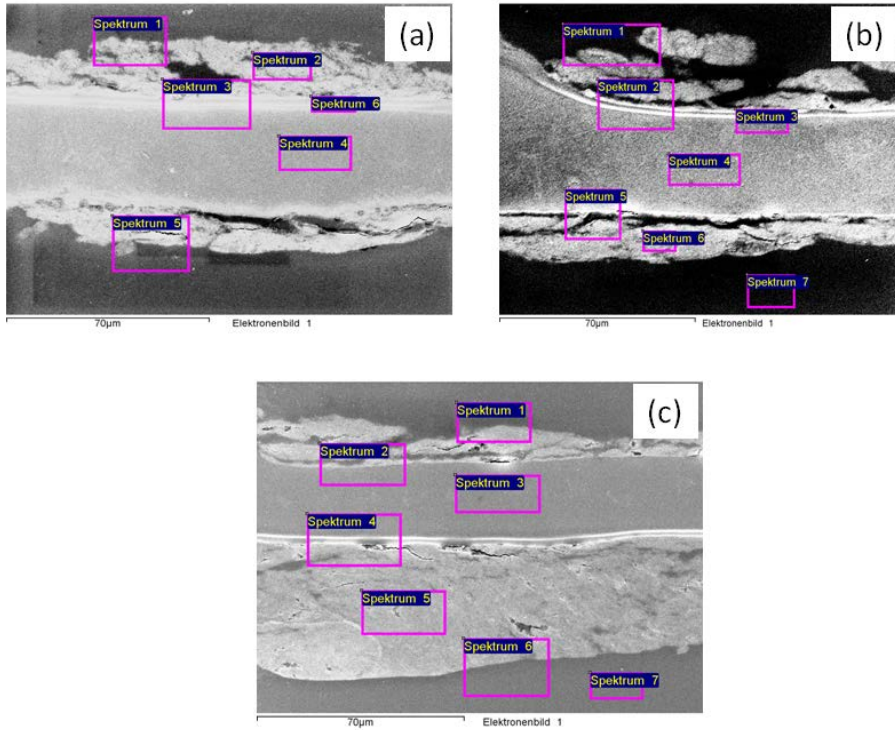 (a)
Spektrum 1
Spektrum 2
Spektrum 3
Spektrum 6
Spektrum 4
Spektrum 5
70µm
Elektronenbild 1
(b)
Spektrum 1
Spektrum 2
Spektrum 3
Spektrum 4
Spektrum 5
Spektrum 6
Spektrum 7
70µm
Elektronenbild 1
(c)
Spektrum 1
Spektrum 2
Spektrum 3
Spektrum 4
Spektrum 5
Spektrum 6
Spektrum 7
70µm
Elektronenbild 1